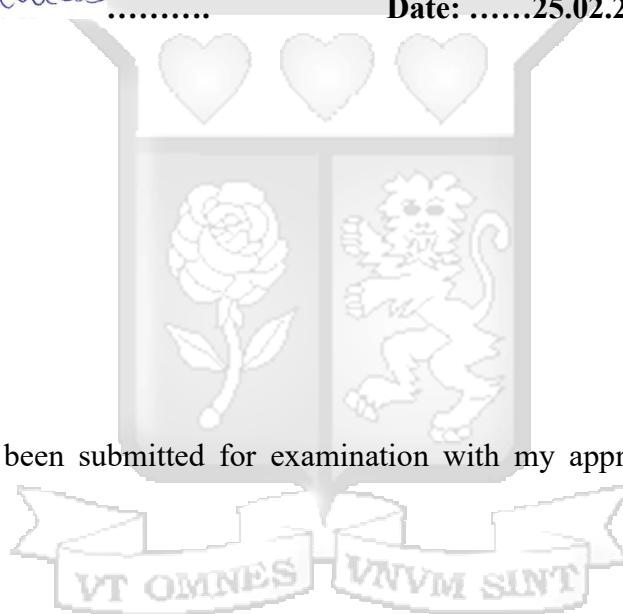 ………. Date: ……25.02.2
been submitted for examination with my appr
VT OMNES VNVM SINT